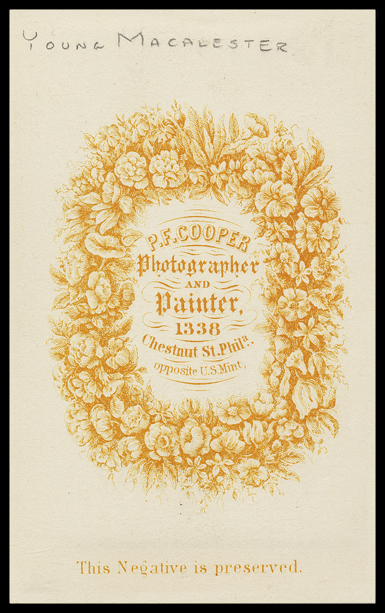 YOUNG MACALESTER
P.F. COOPER
Photographer
AND
Painter,
1338
Chestnut St. Phila.
opposite U.S. Mint.
This Negative is preserved.